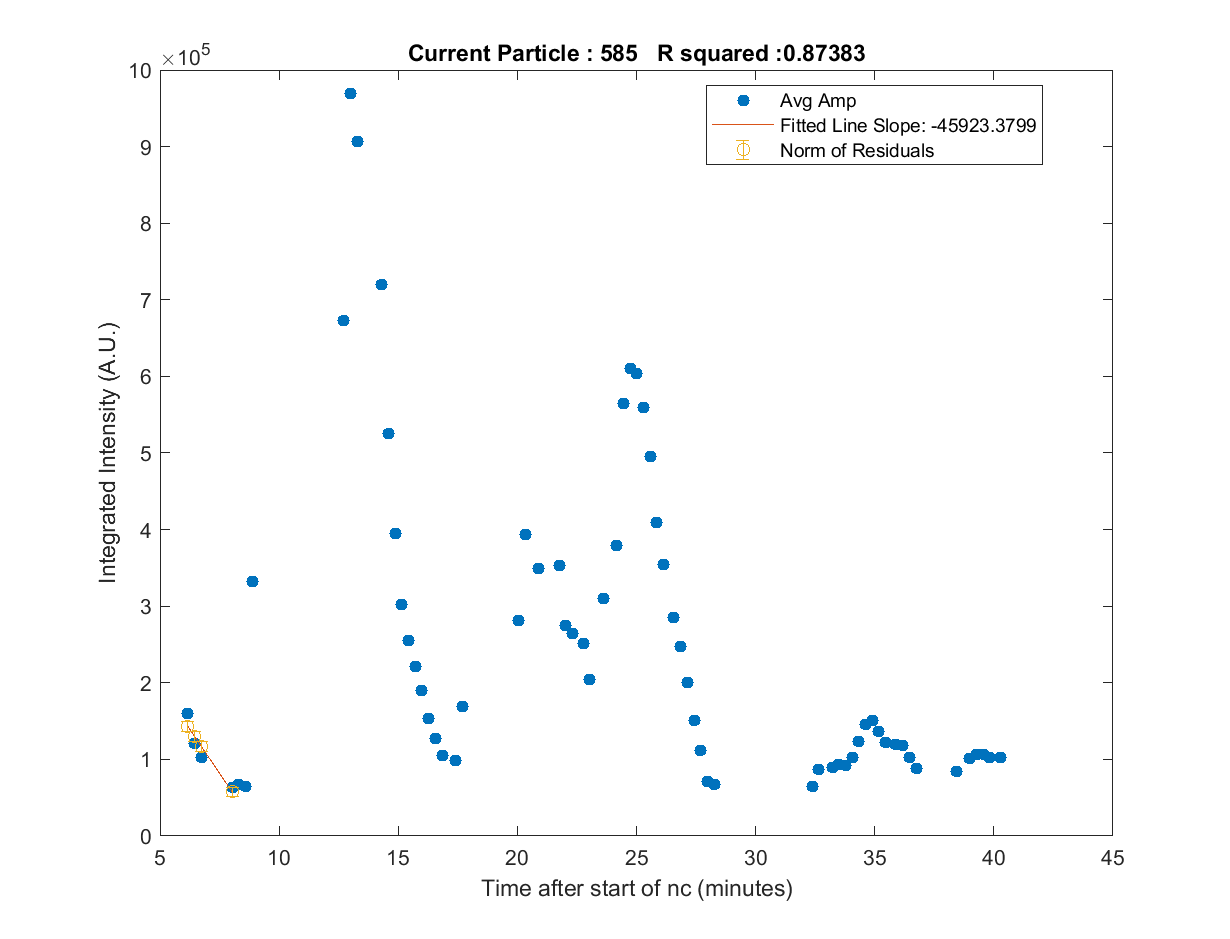 Current Particle : 585   R squared :0.87383
×10^5
10
9
8
7
6
5
4
3
2
1
0
Integrated Intensity (A.U.)
Avg Amp
Fitted Line Slope: -45923.3799
Norm of Residuals
5 10 15 20 25 30 35 40 45
Time after start of nc (minutes)